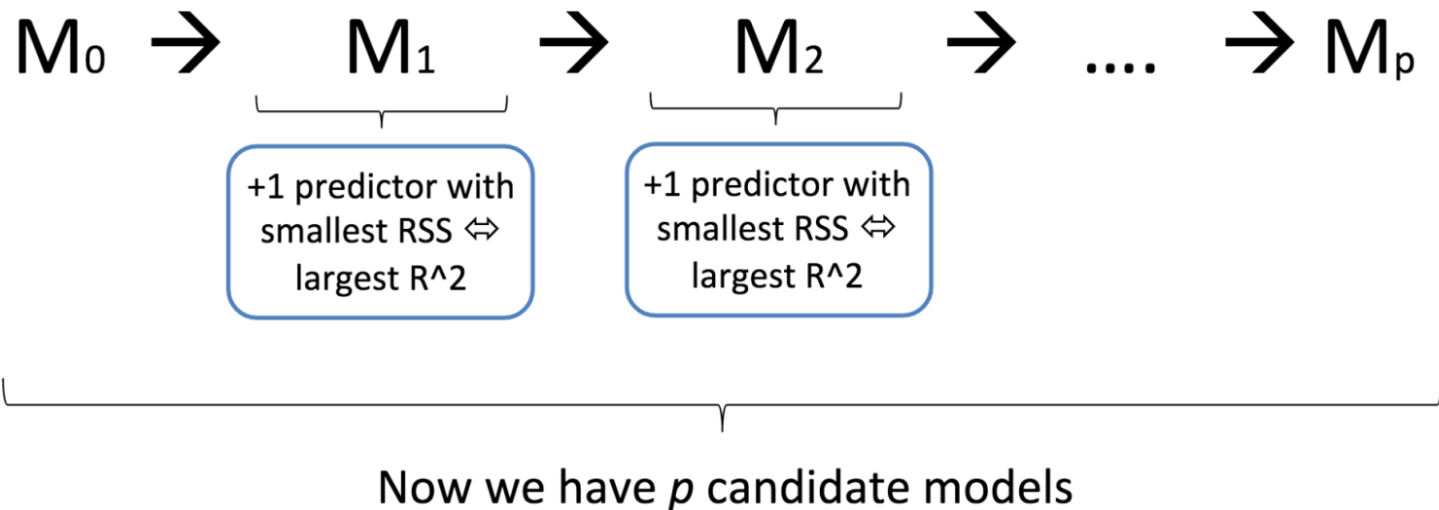 M0 → M1 → M2 → .... → Mp
+1 predictor with
smallest RSS ⇔
largest R^2
+1 predictor with
smallest RSS ⇔
largest R^2
Now we have p candidate models